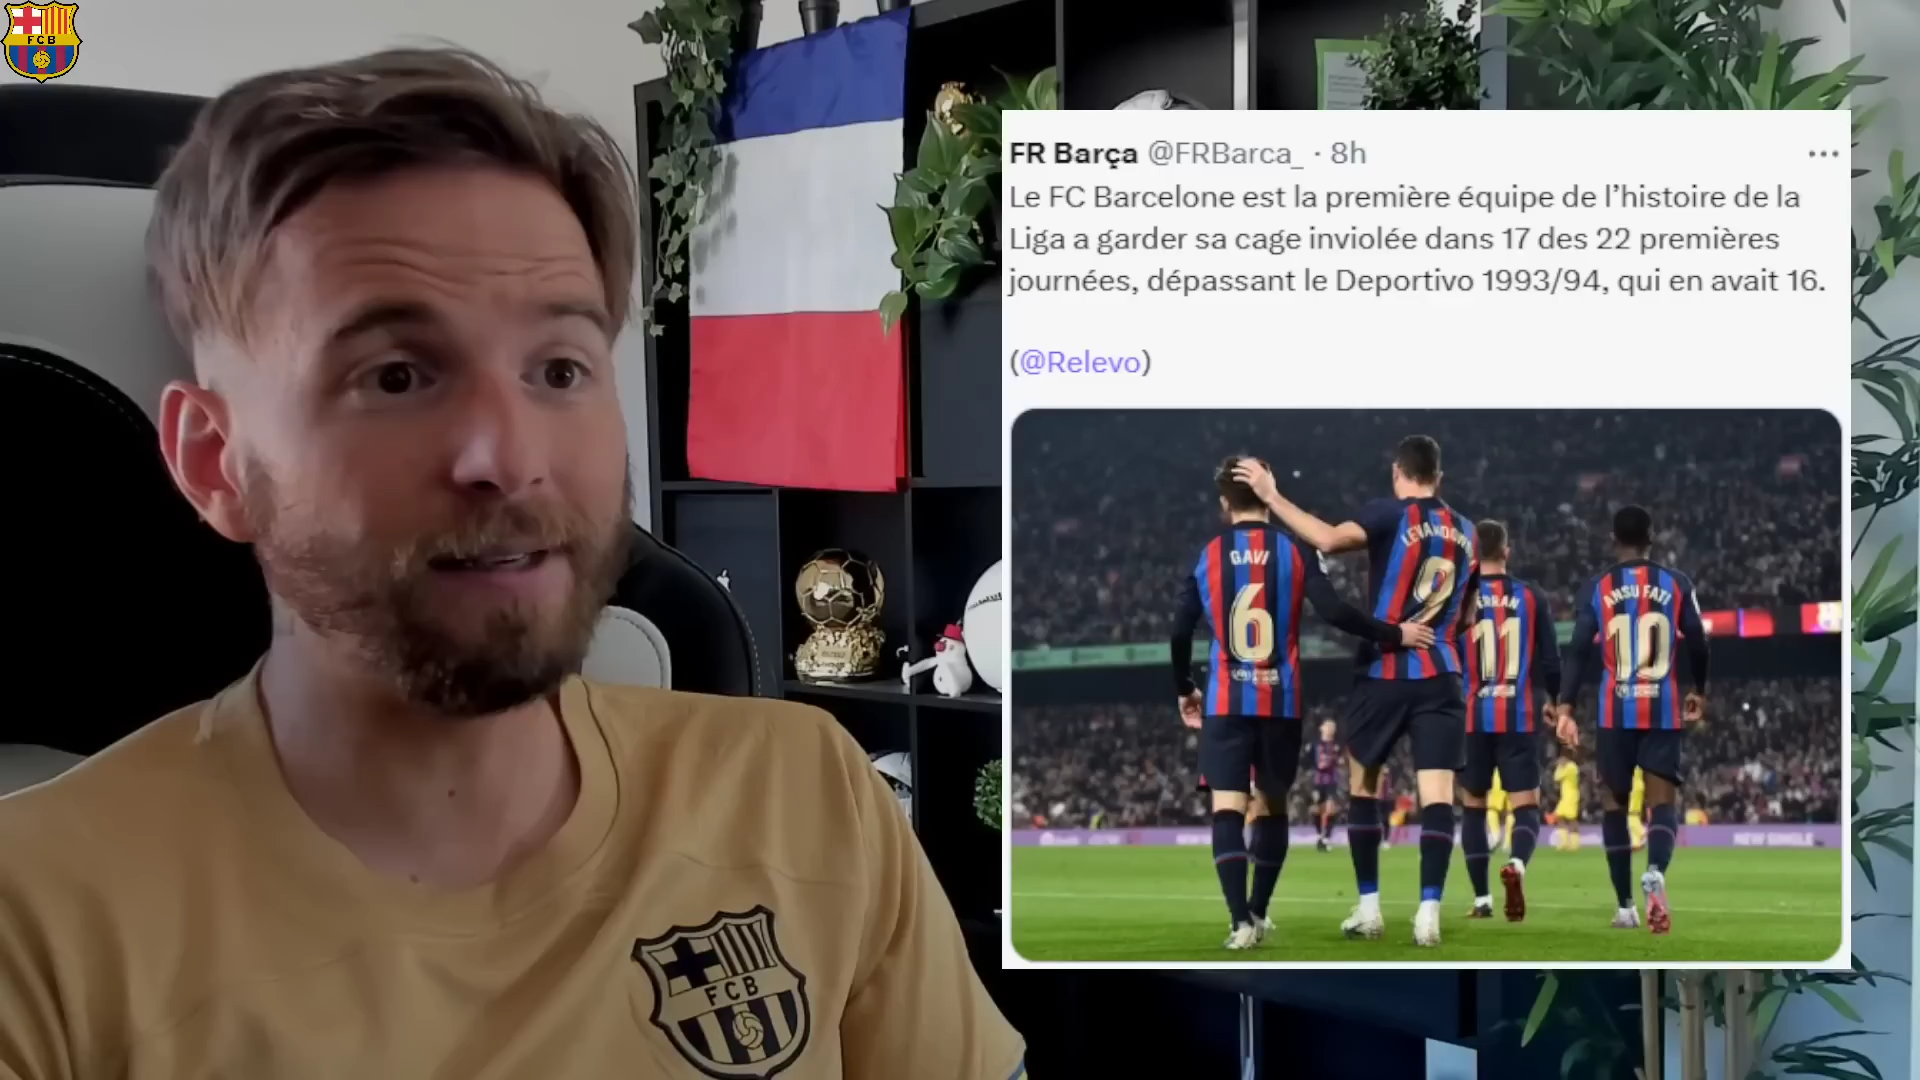 FCB
FR Barça @FRBarca_ · 8h
Le FC Barcelone est la première équipe de l’histoire de la
Liga a garder sa cage inviolée dans 17 des 22 premières
journées, dépassant le Deportivo 1993/94, qui en avait 16.
(@Relevo)
GAVI
6
9
11
ANSU FATI
10
NEW SINGLE
FCB